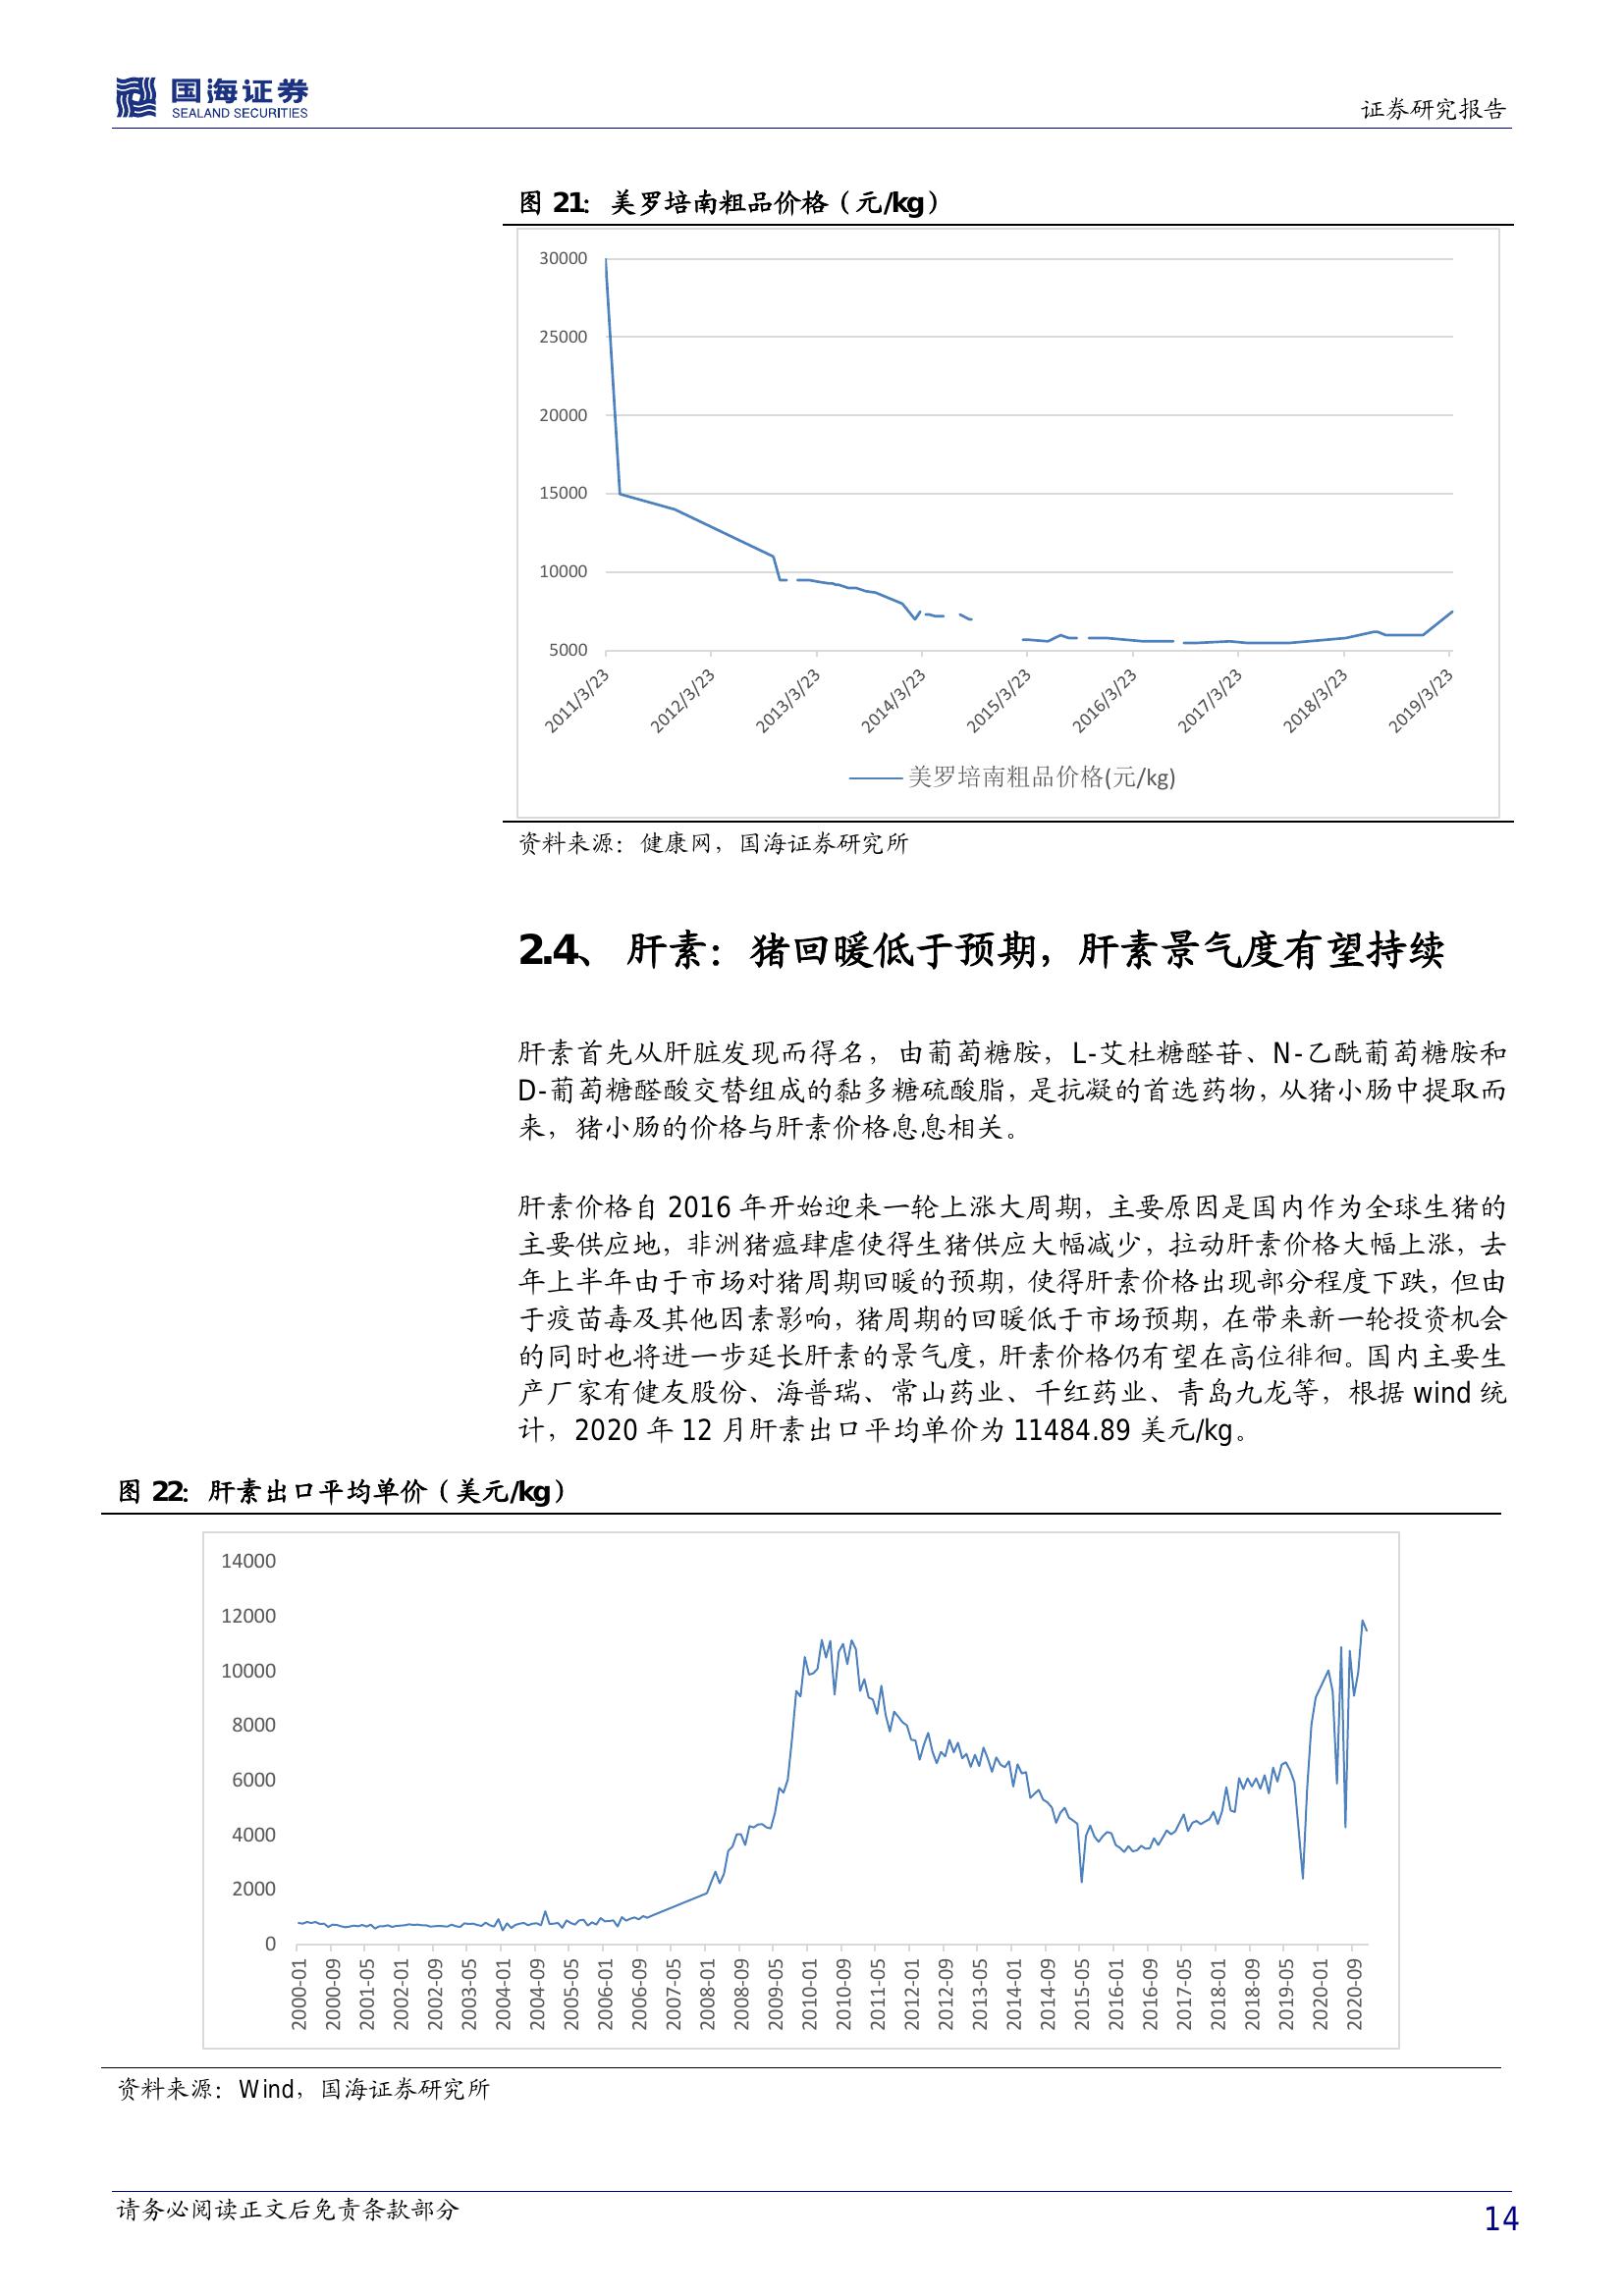 国海证券
SEALAND SECURITIES
证券研究报告
图 21：美罗培南粗品价格（元/kg）
30000
25000
20000
15000
10000
5000
2011/3/23
2012/3/23
2013/3/23
2014/3/23
2015/3/23
2016/3/23
2017/3/23
2018/3/23
2019/3/23
美罗培南粗品价格(元/kg)
资料来源：健康网，国海证券研究所
2.4、 肝素：猪回暖低于预期，肝素景气度有望持续
肝素首先从肝脏发现而得名，由葡萄糖胺，L-艾杜糖醛苷、N-乙酰葡萄糖胺和
D-葡萄糖醛酸交替组成的黏多糖硫酸脂，是抗凝的首选药物，从猪小肠中提取而
来，猪小肠的价格与肝素价格息息相关。
肝素价格自 2016 年开始迎来一轮上涨大周期，主要原因是国内作为全球生猪的
主要供应地，非洲猪瘟肆虐使得生猪供应大幅减少，拉动肝素价格大幅上涨，去
年上半年由于市场对猪周期回暖的预期，使得肝素价格出现部分程度下跌，但由
于疫苗毒及其他因素影响，猪周期的回暖低于市场预期，在带来新一轮投资机会
的同时也将进一步延长肝素的景气度，肝素价格仍有望在高位徘徊。国内主要生
产厂家有健友股份、海普瑞、常山药业、千红药业、青岛九龙等，根据 wind 统
计，2020 年 12 月肝素出口平均单价为 11484.89 美元/kg。
图 22：肝素出口平均单价（美元/kg）
14000
12000
10000
8000
6000
4000
2000
0
2000-01
2000-09
2001-05
2002-01
2002-09
2003-05
2004-01
2004-09
2005-05
2006-01
2006-09
2007-05
2008-01
2008-09
2009-05
2010-01
2010-09
2011-05
2012-01
2012-09
2013-05
2014-01
2014-09
2015-05
2016-01
2016-09
2017-05
2018-01
2018-09
2019-05
2020-01
2020-09
资料来源：Wind，国海证券研究所
请务必阅读正文后免责条款部分
14